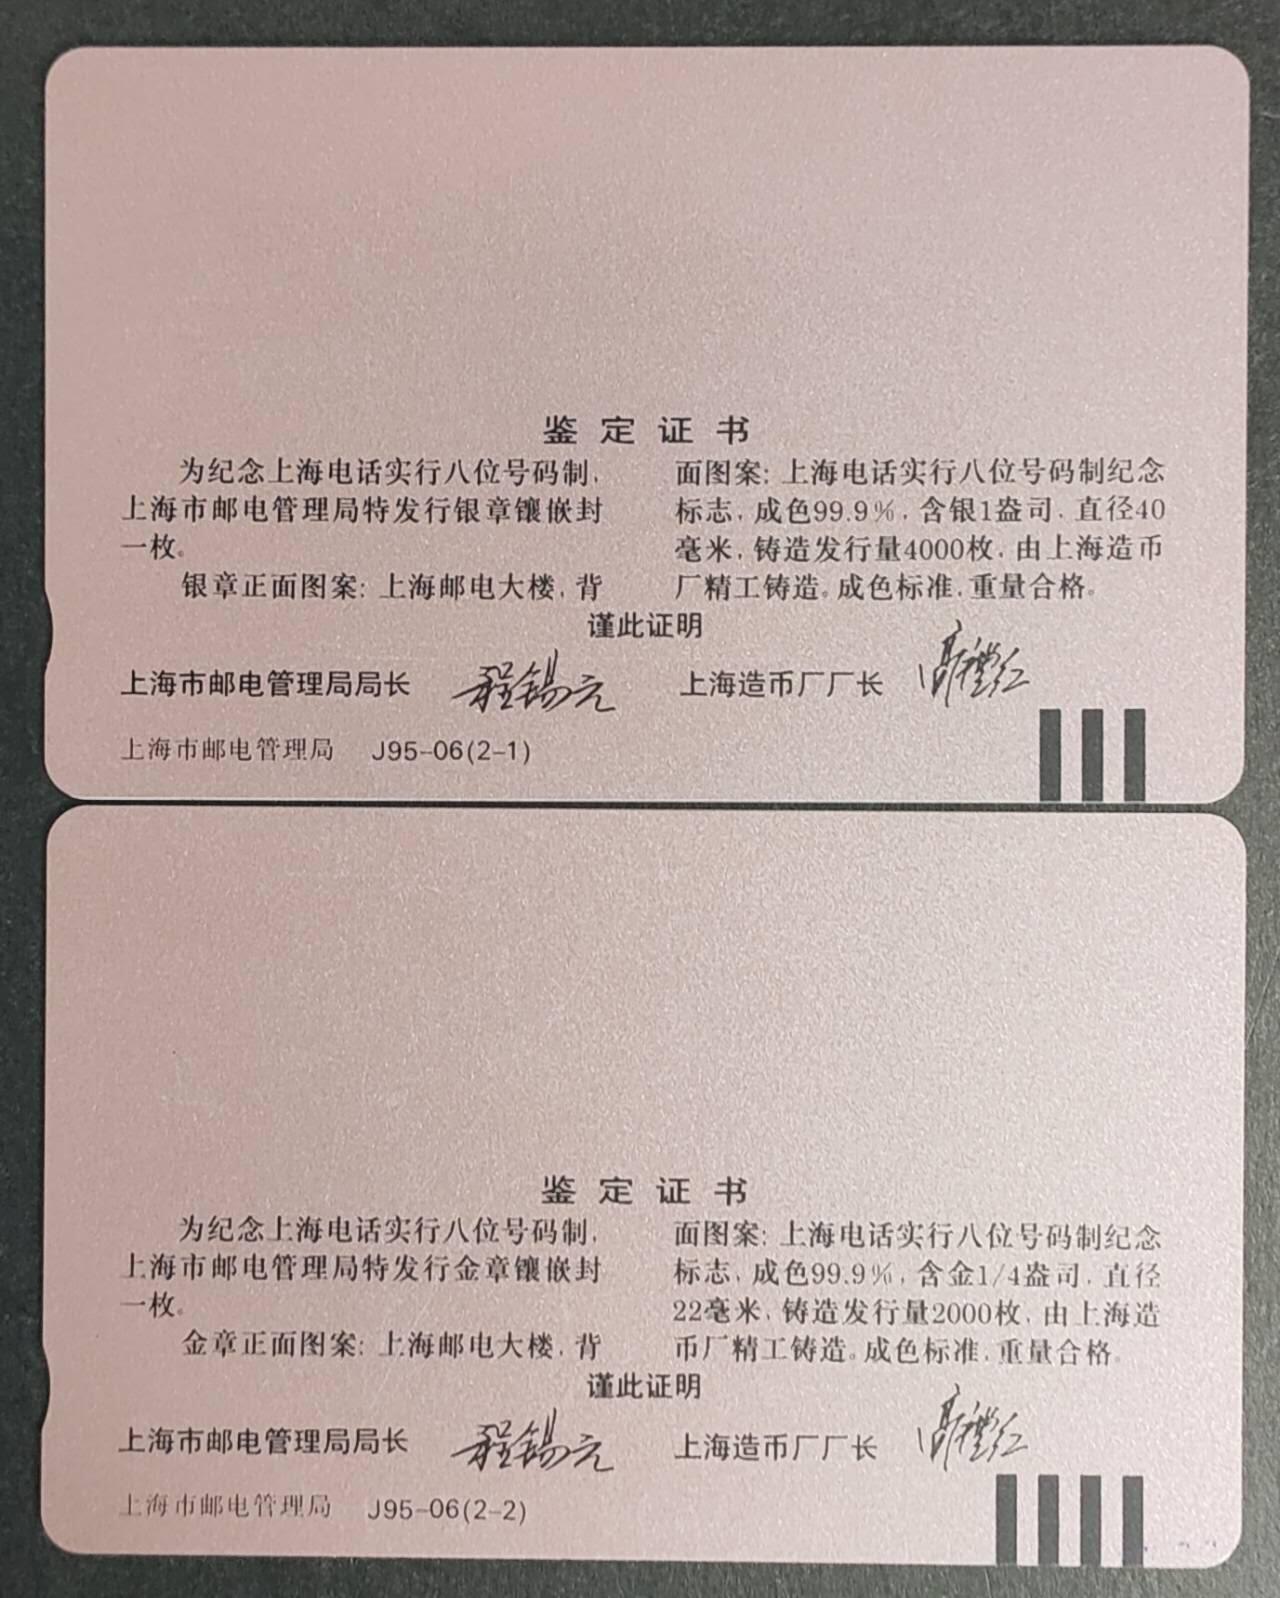 鉴定证书
为纪念上海电话实行八位号码制,
上海市邮电管理局特发行银章镶嵌封
一枚。
银章正面图案: 上海邮电大楼, 背
面图案: 上海电话实行八位号码制纪念
标志, 成色99.9%, 含银1盎司, 直径40
毫米, 铸造发行量4000枚, 由上海造币
厂精工铸造。成色标准, 重量合格。
谨此证明
上海市邮电管理局局长 程锡元 上海造币厂厂长
上海市邮电管理局 J95-06(2-1)
鉴定证书
为纪念上海电话实行八位号码制,
上海市邮电管理局特发行金章镶嵌封
一枚。
金章正面图案: 上海邮电大楼, 背
面图案: 上海电话实行八位号码制纪念
标志, 成色99.9%, 含金1/4盎司, 直径
22毫米, 铸造发行量2000枚, 由上海造
币厂精工铸造。成色标准, 重量合格。
谨此证明
上海市邮电管理局局长 程锡元 上海造币厂厂长
上海市邮电管理局 J95-06(2-2)